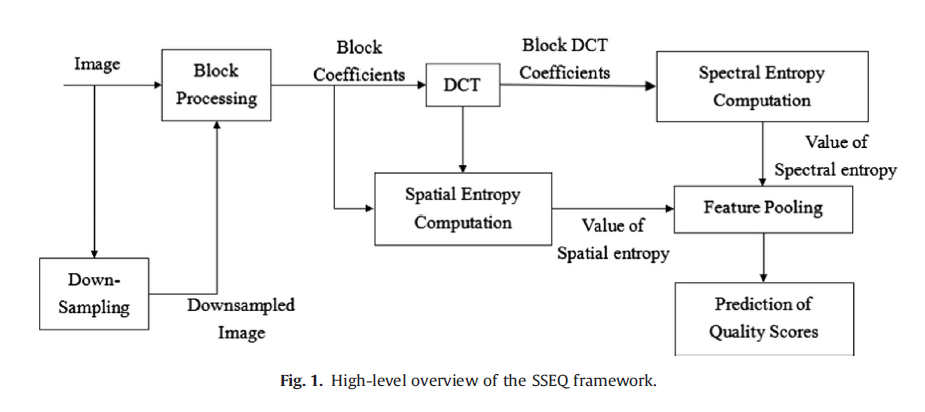 Image
Block
Processing
Block
Coefficients
DCT
Block DCT
Coefficients
Spectral Entropy
Computation
Value of
Spectral entropy
Spatial Entropy
Computation
Value of
Spatial entropy
Feature Pooling
Down-
Sampling
Downsampled
Image
Prediction of
Quality Scores
Fig. 1. High-level overview of the SSEQ framework.